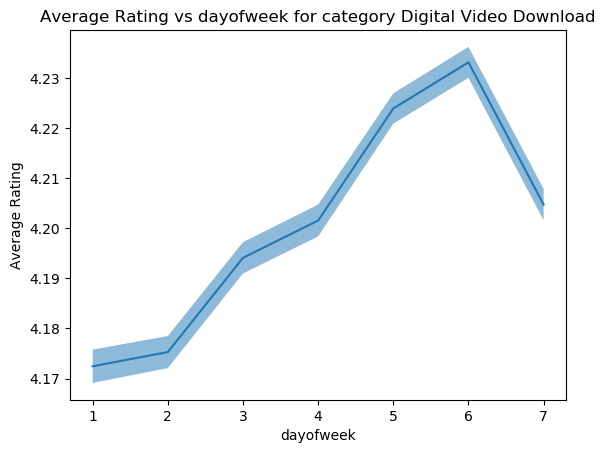 Average Rating vs dayofweek for category Digital Video Download
4.23
4.22
4.21
4.20
4.19
4.18
4.17
Average Rating
1 2 3 4 5 6 7
dayofweek